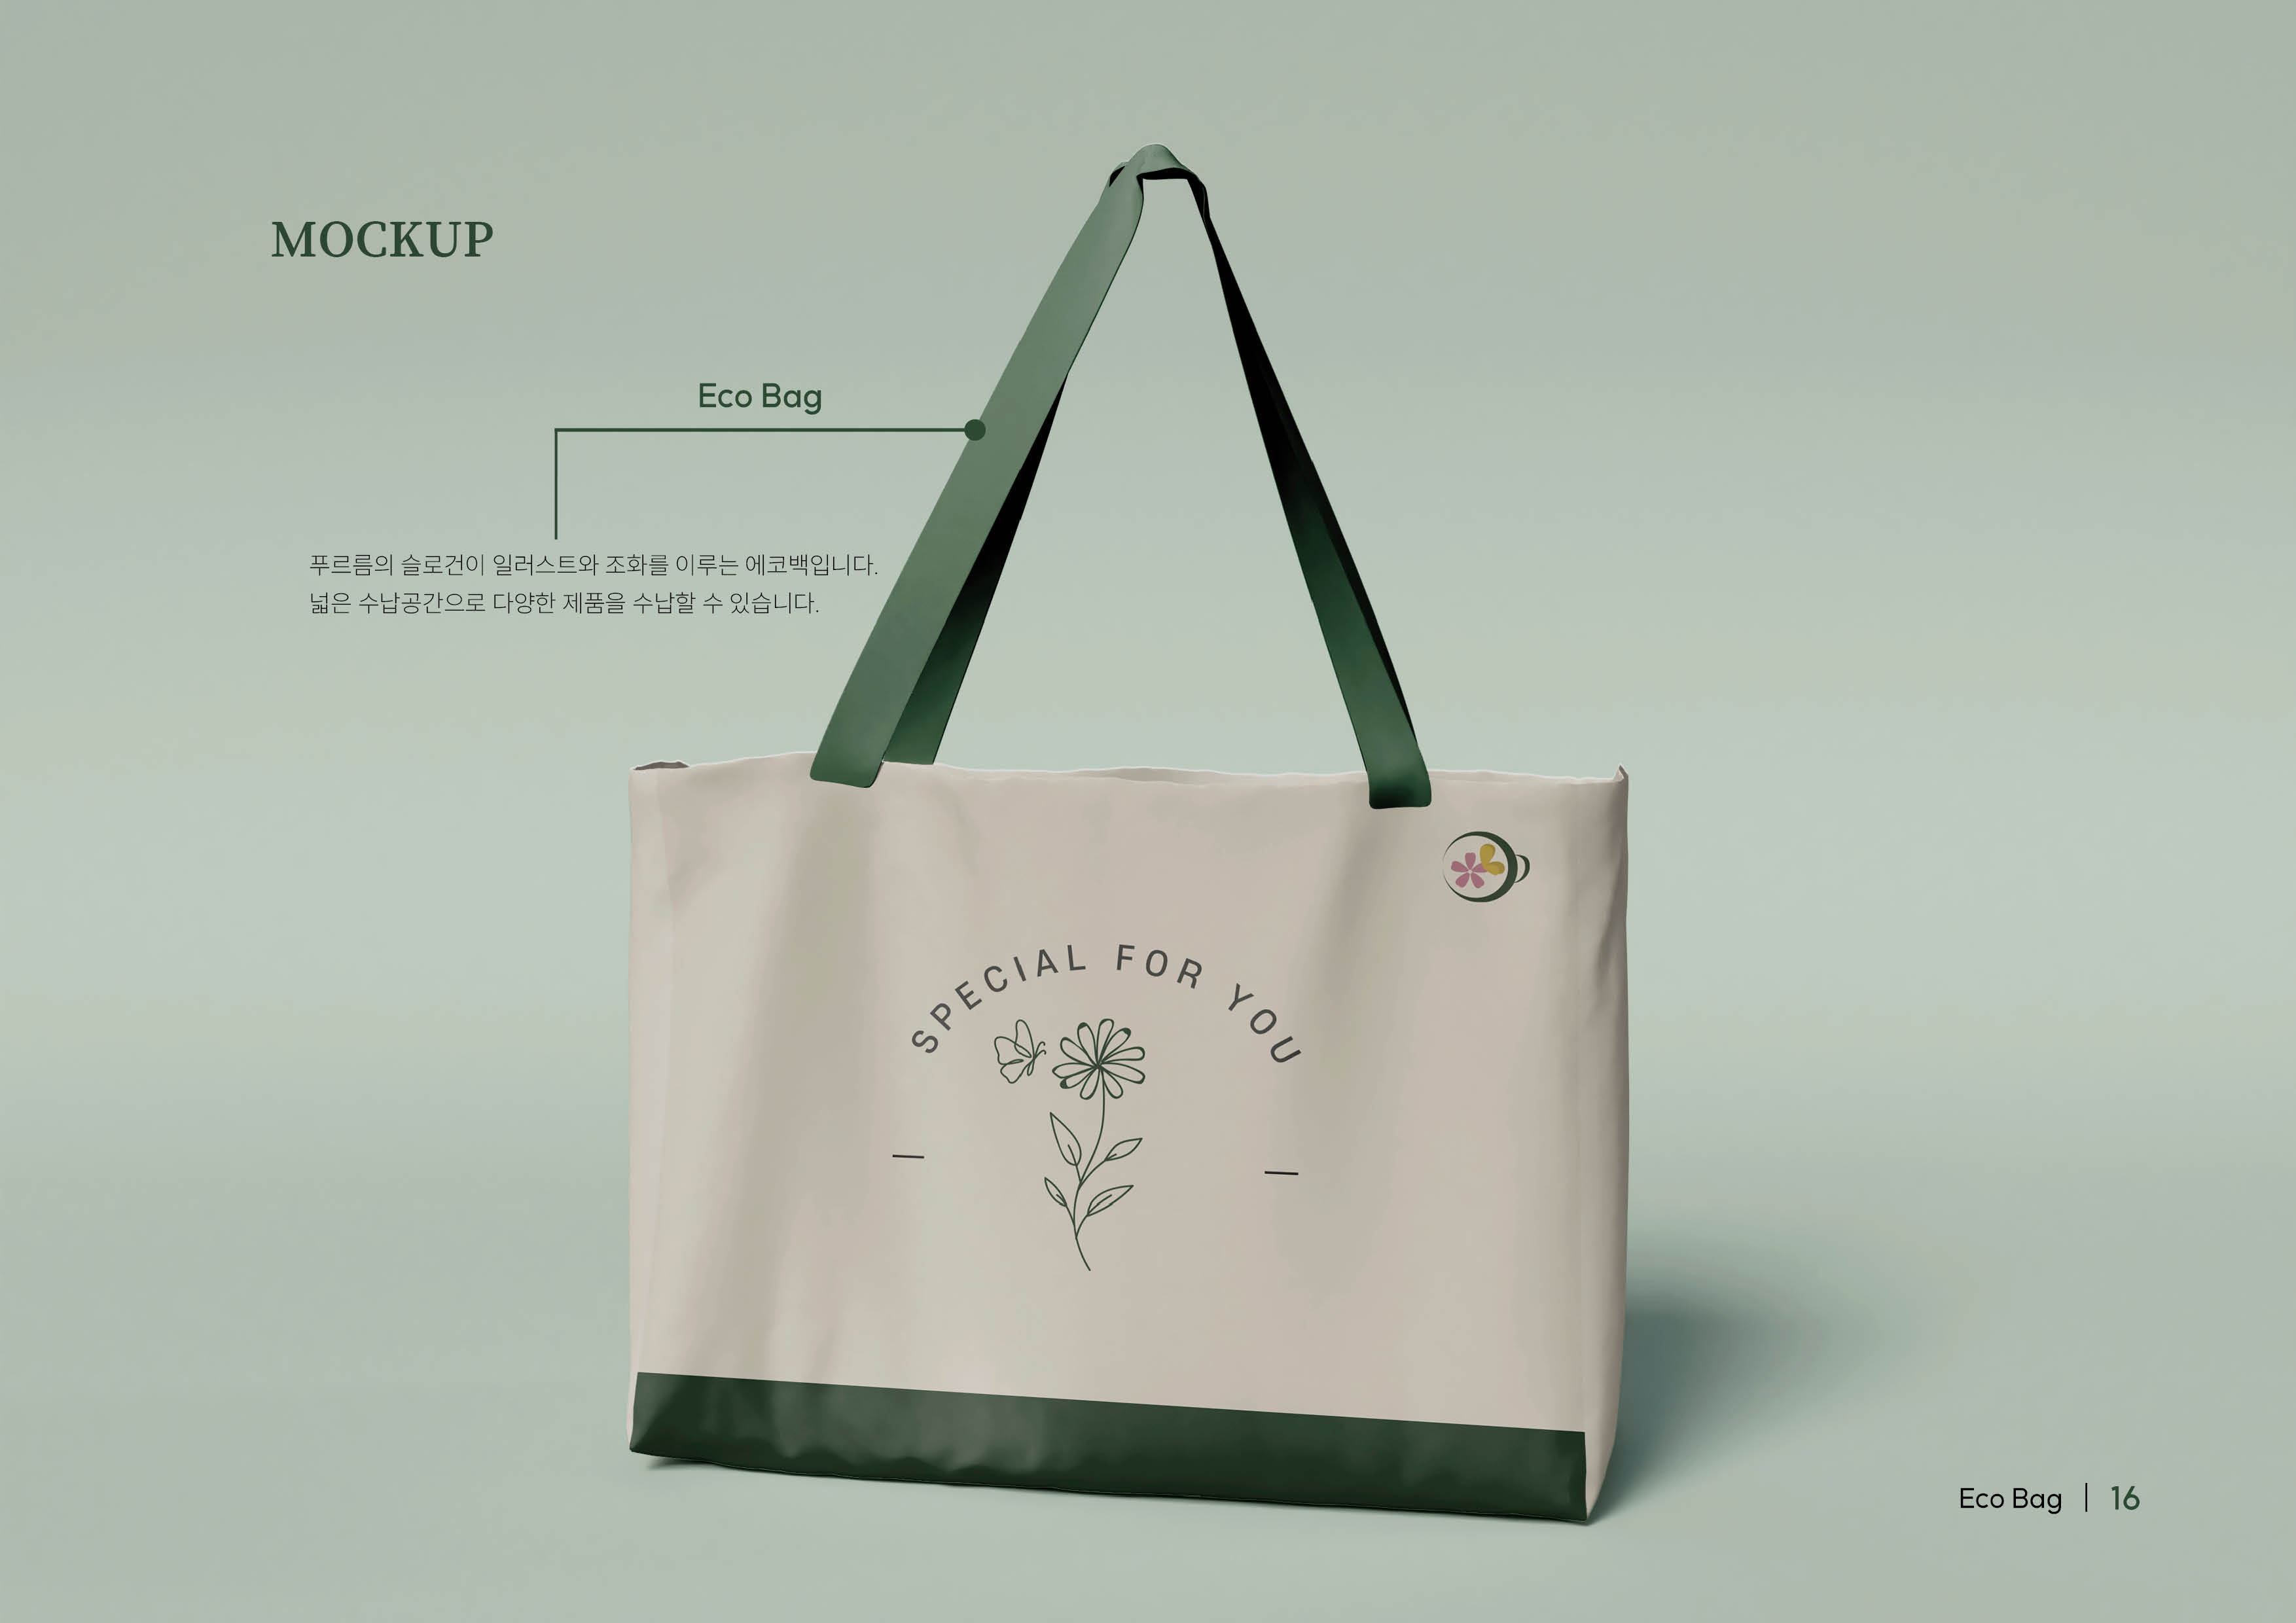 MOCKUP
Eco Bag
푸르름의 슬로건이 일러스트와 조화를 이루는 에코백입니다.
넓은 수납공간으로 다양한 제품을 수납할 수 있습니다.
SPECIAL FOR YOU
Eco Bag | 16